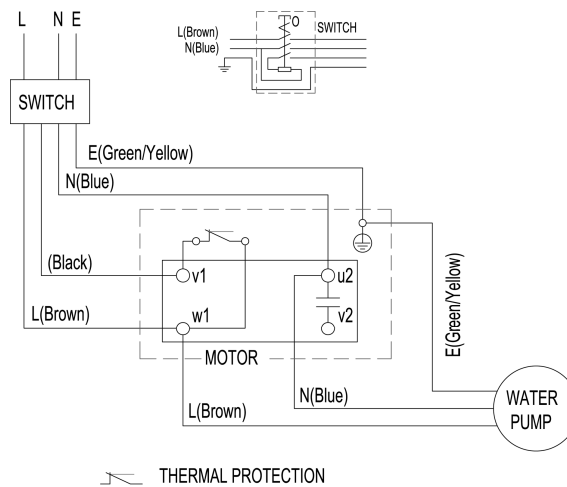 L N E
L(Brown)
N(Blue)
O
SWITCH
SWITCH
E(Green/Yellow)
N(Blue)
(Black)
v1
u2
L(Brown)
w1
v2
MOTOR
E(Green/Yellow)
N(Blue)
L(Brown)
WATER
PUMP
THERMAL PROTECTION